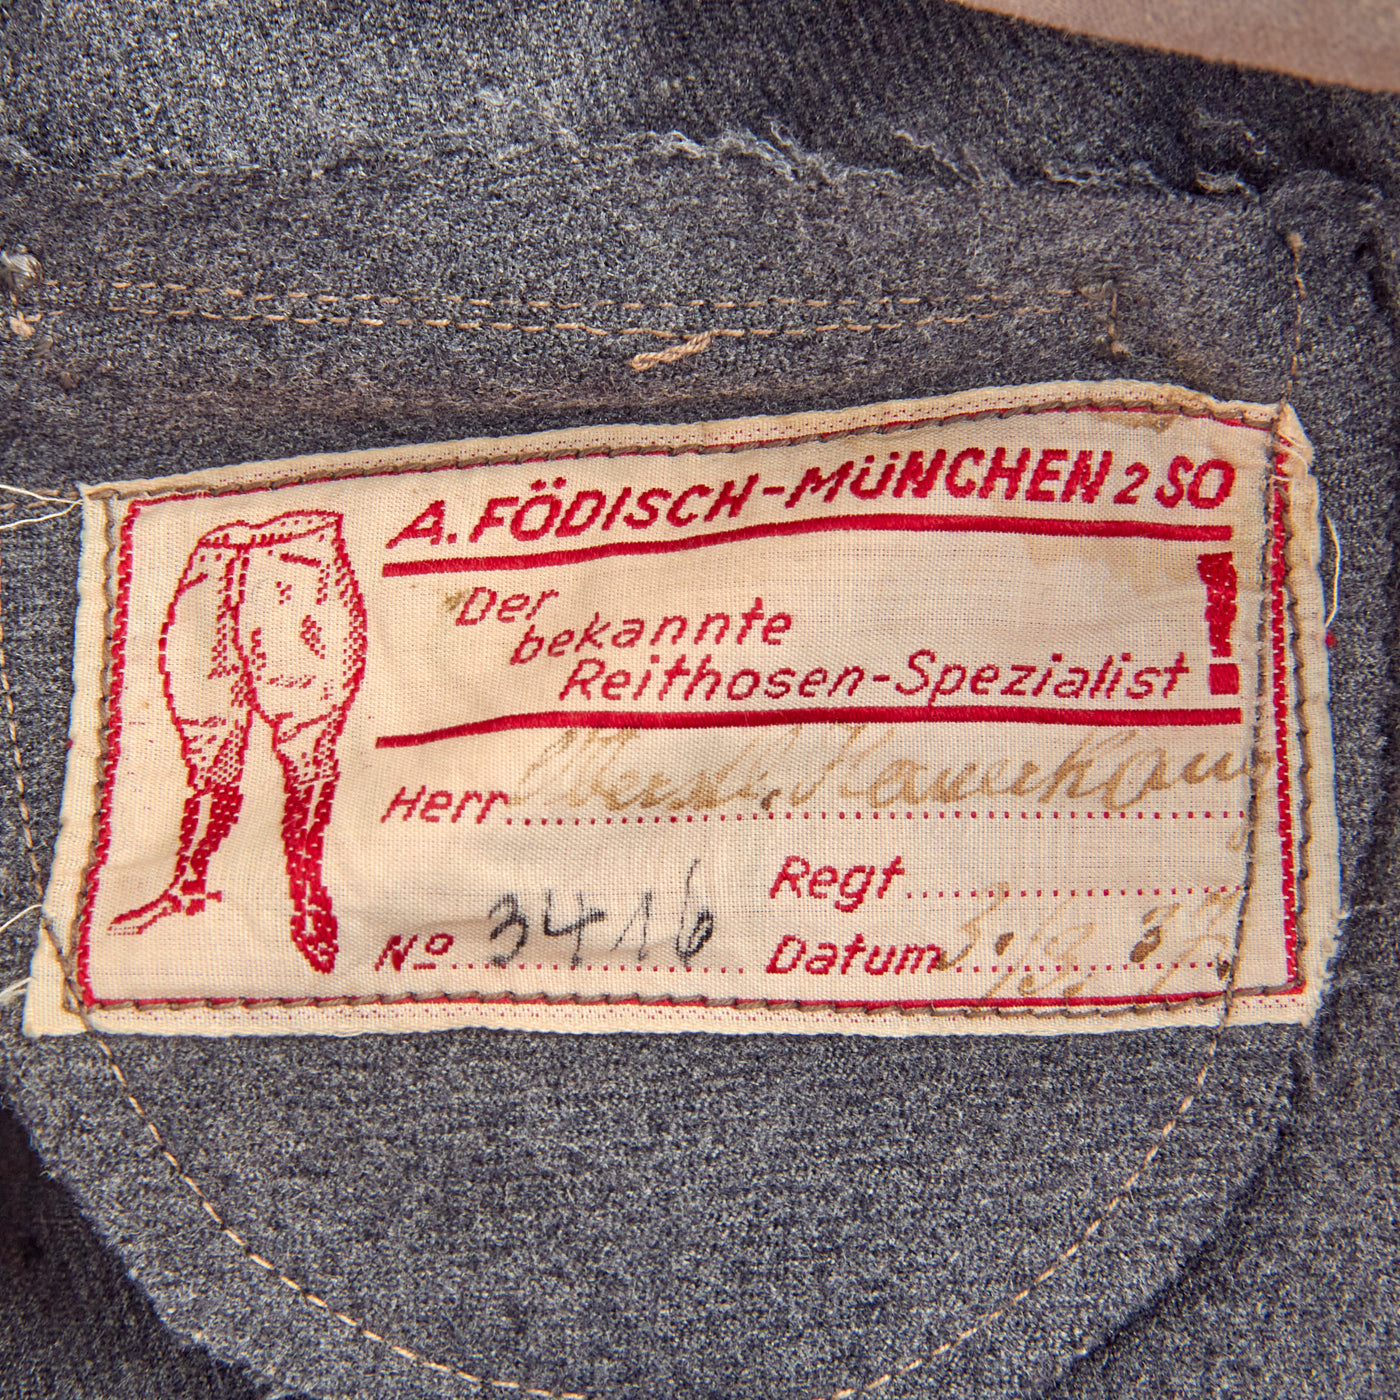 A. FÖDISCH-MÜNCHEN 2 SO
Der
bekannte
Reithosen-Spezialist !
Herr
Regt
Nº 3416
Datum